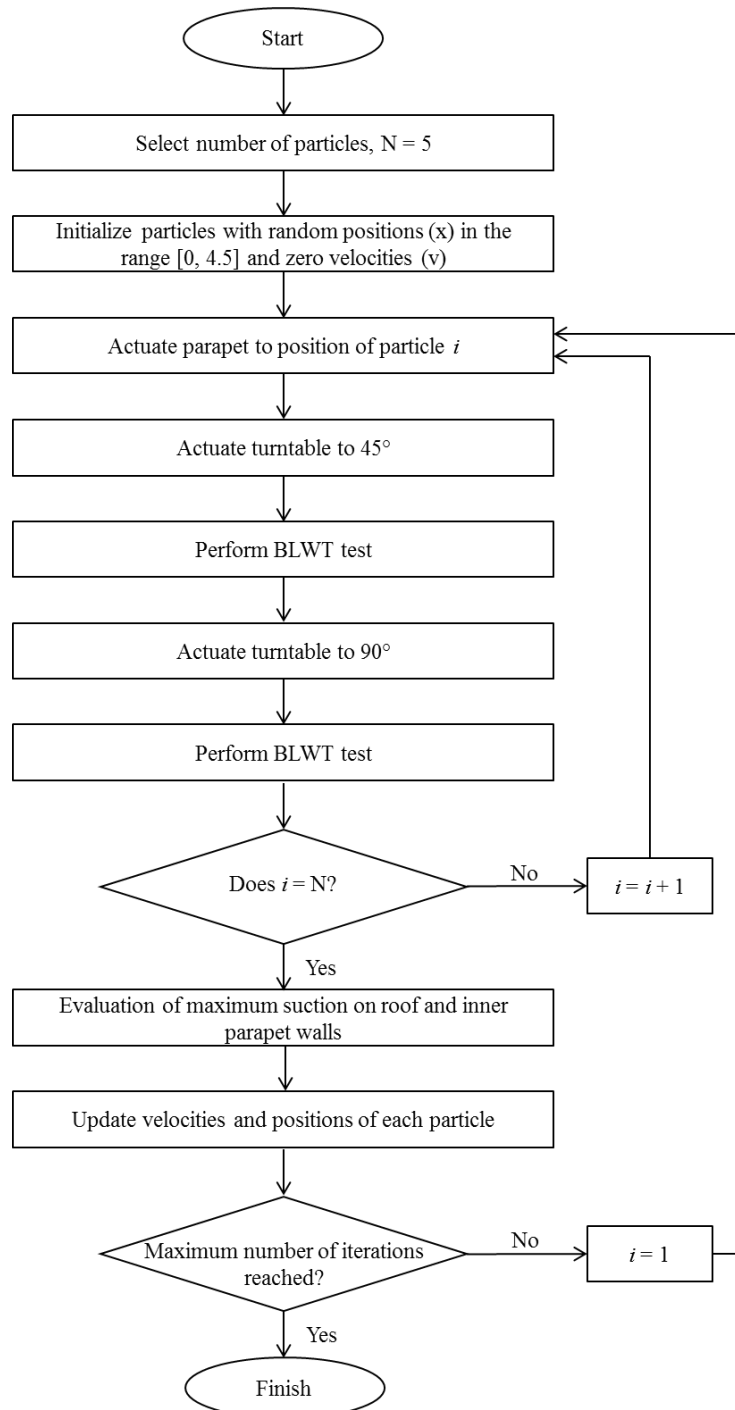 Start
Select number of particles, N = 5
Initialize particles with random positions (x) in the
range [0, 4.5] and zero velocities (v)
Actuate parapet to position of particle i
Actuate turntable to 45°
Perform BLWT test
Actuate turntable to 90°
Perform BLWT test
Does i = N?
No
i = i + 1
Yes
Evaluation of maximum suction on roof and inner
parapet walls
Update velocities and positions of each particle
Maximum number of iterations
reached?
No
i = 1
Yes
Finish